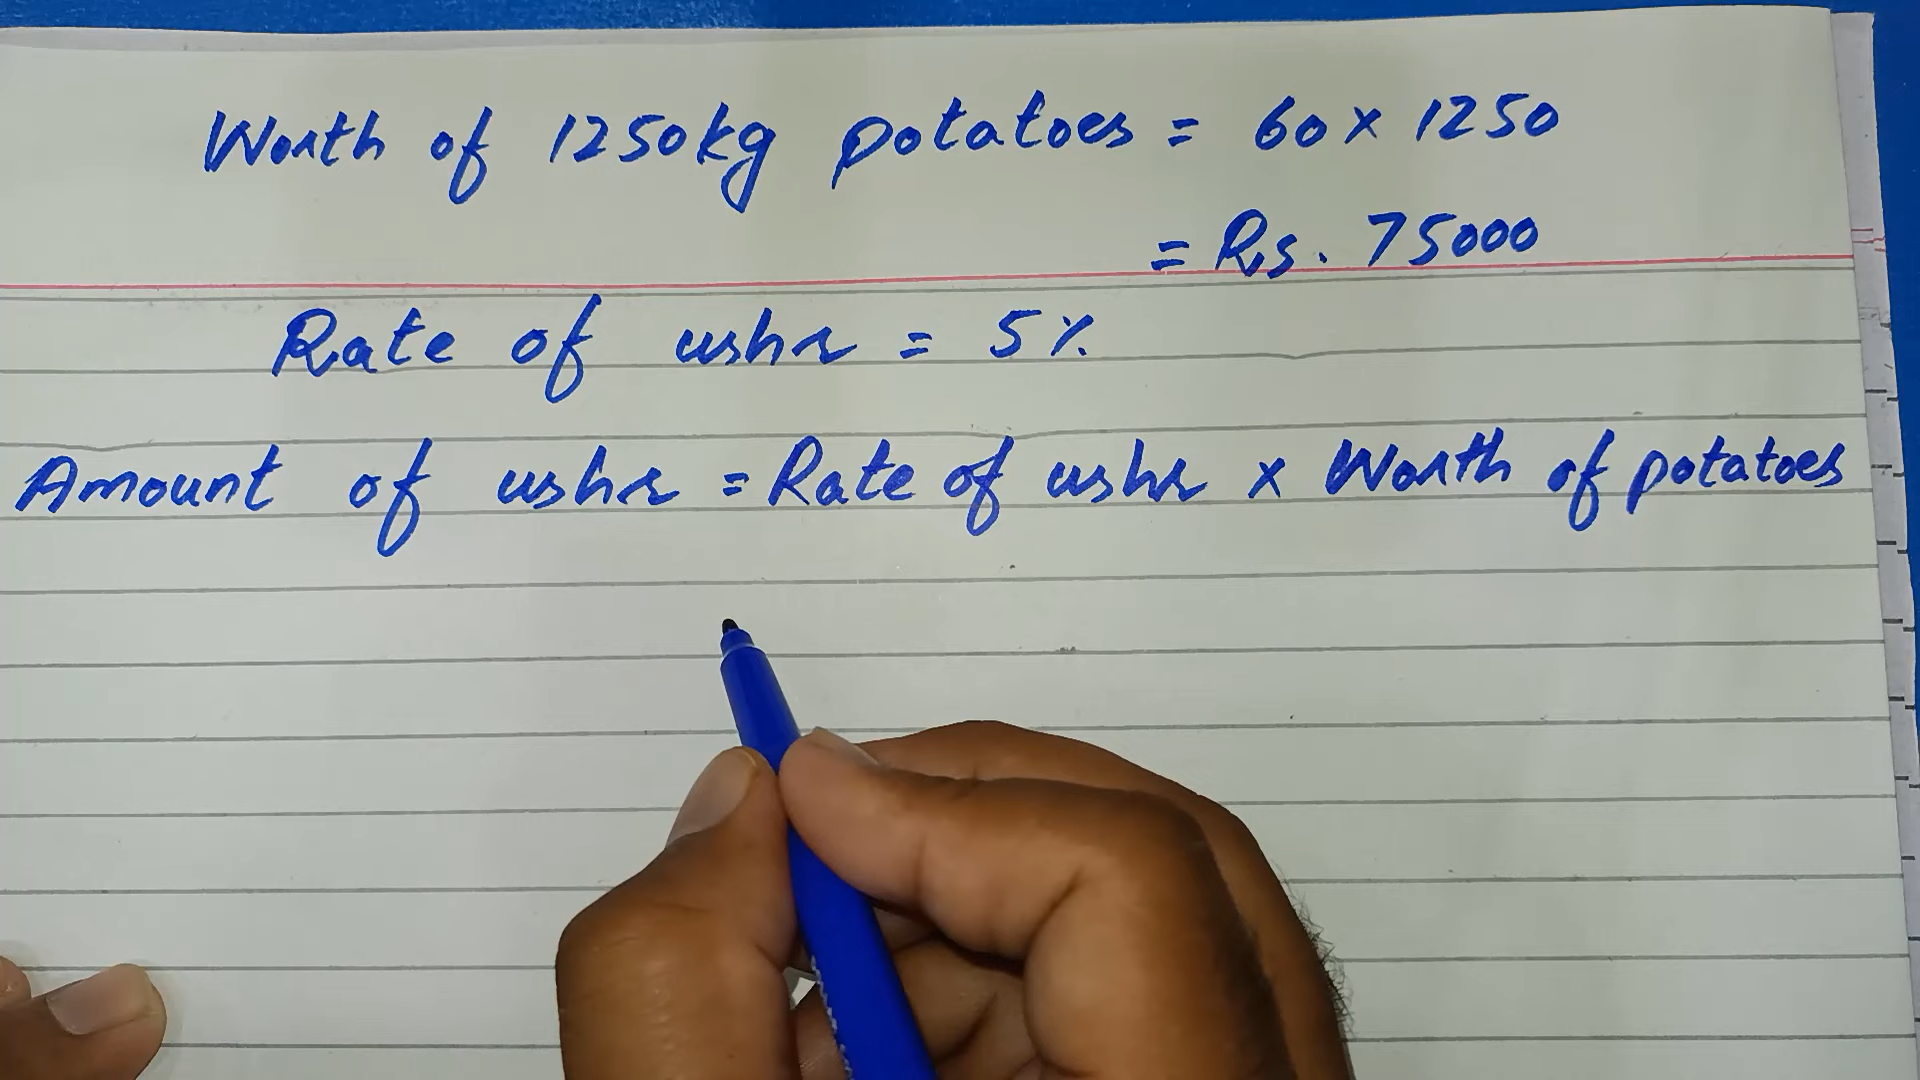 Worth of 1250kg potatoes = 60 x 1250
= Rs. 75000
Rate of ushr = 5%
Amount of ushr = Rate of ushr x Worth of potatoes